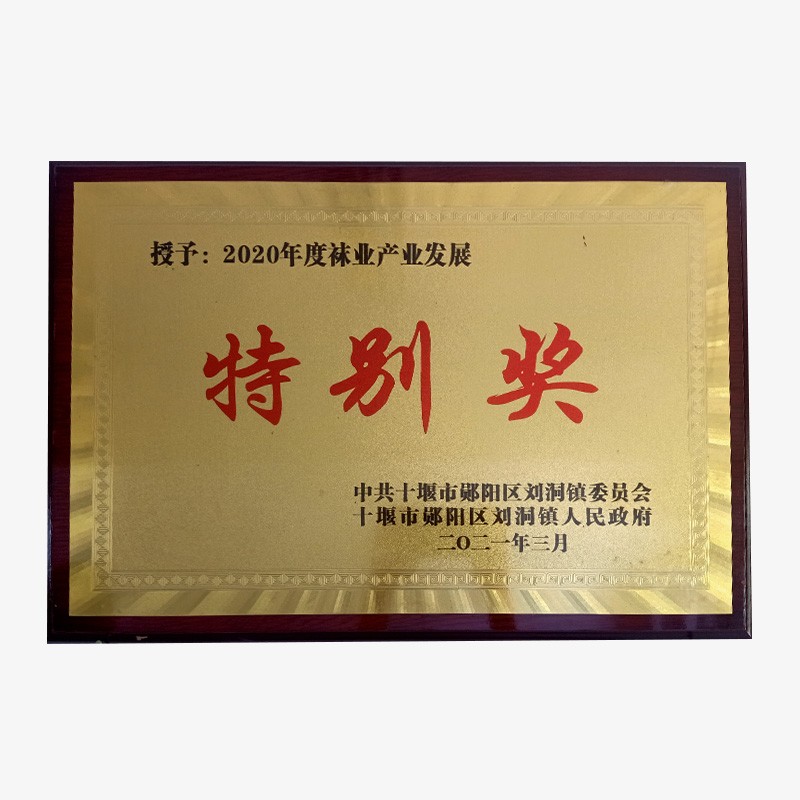 授予：2020年度袜业产业发展
特别奖
中共十堰市郧阳区刘洞镇委员会
十堰市郧阳区刘洞镇人民政府
二〇二一年三月